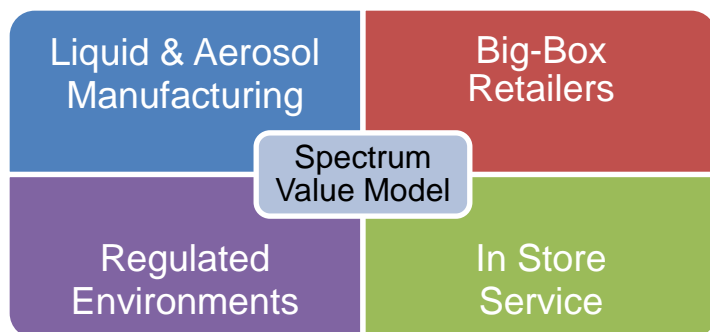 Liquid & Aerosol
Manufacturing
Big-Box
Retailers
Spectrum
Value Model
Regulated
Environments
In Store
Service